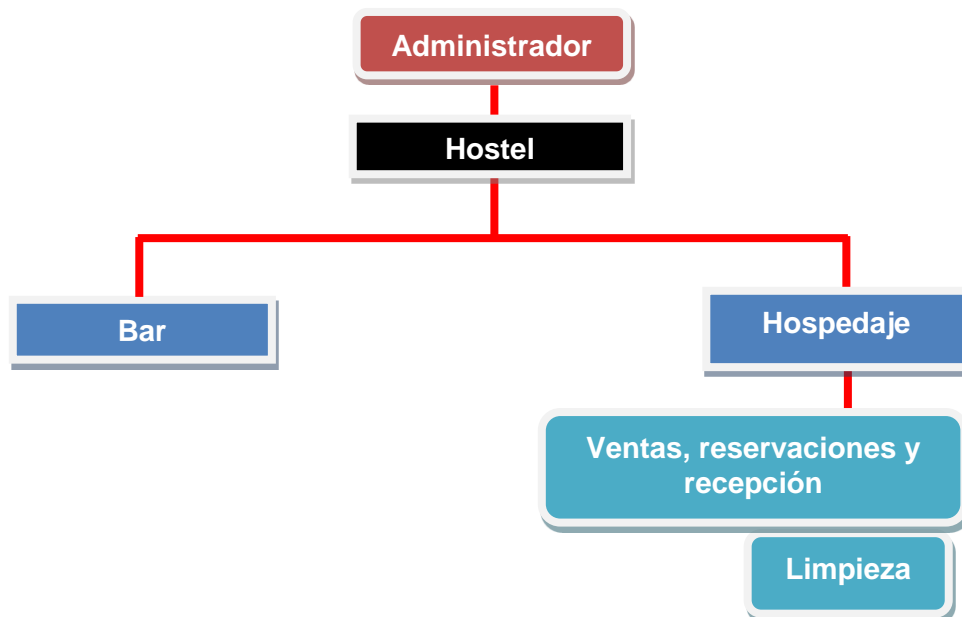 Administrador
Hostel
Bar
Hospedaje
Ventas, reservaciones y
recepción
Limpieza